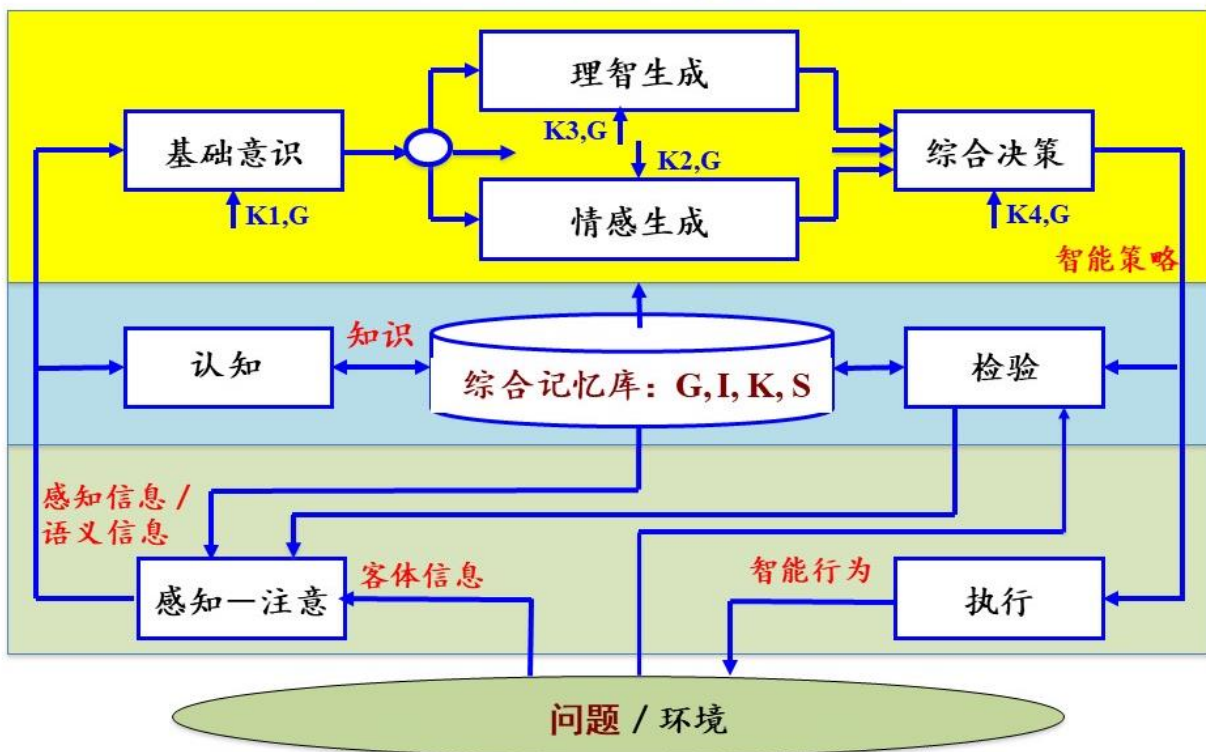 理智生成
K3,G
基础意识
K2,G
综合决策
K1,G
情感生成
K4,G
智能策略
知识
认知
综合记忆库：G, I, K, S
检验
感知信息 /
语义信息
客体信息
智能行为
感知－注意
执行
问题 / 环境